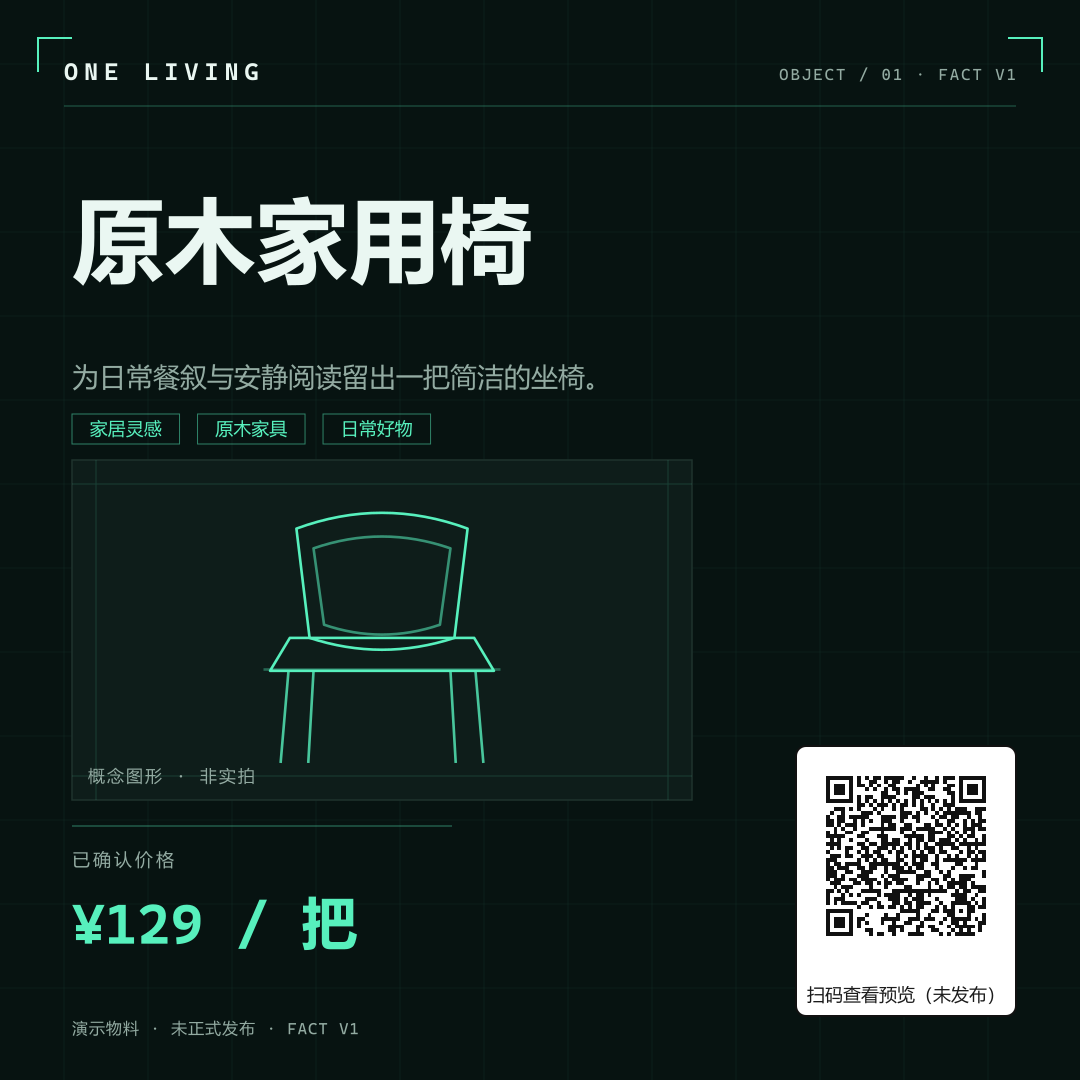 ONE LIVING
OBJECT / 01 · FACT V1
原木家用椅
为日常餐叙与安静阅读留出一把简洁的坐椅。
家居灵感
原木家具
日常好物
概念图形 · 非实拍
已确认价格
¥129 / 把
扫码查看预览（未发布）
演示物料 · 未正式发布 · FACT V1